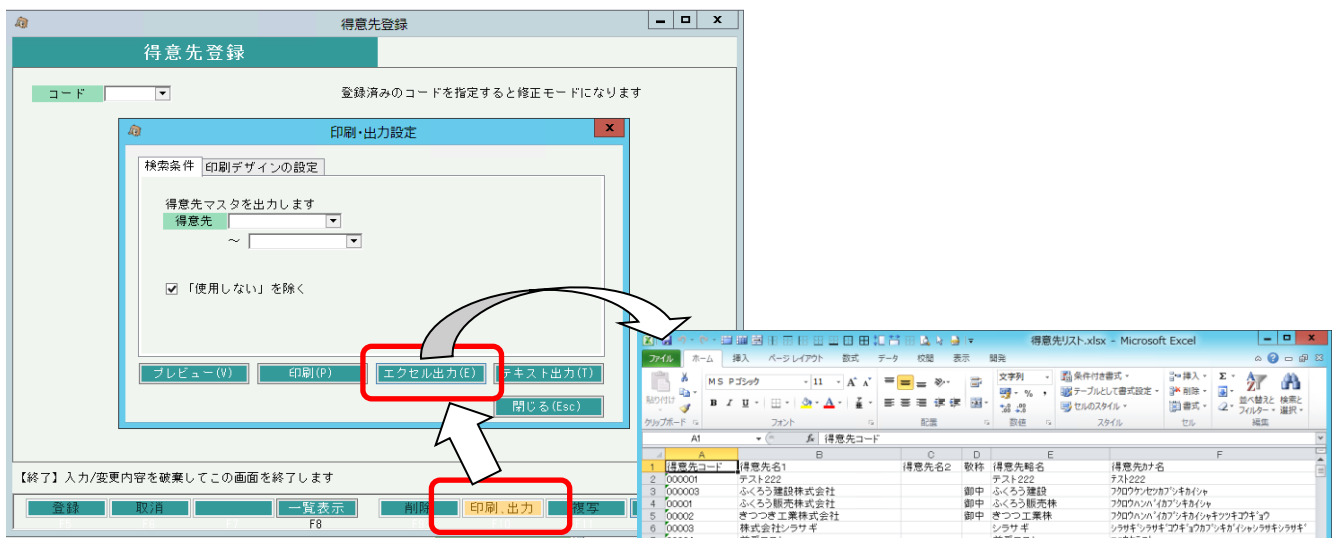 得意先登録
得意先登録
コード
登録済みのコードを指定すると修正モードになります
印刷・出力設定
検索条件 印刷デザインの設定
得意先マスタを出力します
得意先
～
「使用しない」を除く
プレビュー(V) 印刷(P) エクセル出力(E) テキスト出力(T)
閉じる(Esc)
【終了】入力/変更内容を破棄してこの画面を終了します
登録 取消 一覧表示 削除 印刷.出力 複写
F8
得意先リスト.xlsx - Microsoft Excel
ファイル ホーム 挿入 ページ レイアウト 数式 データ 校閲 表示 開発
貼り付け
MS Pゴシック 11
B I U
文字列
条件付き書式
テーブルとして書式設定
セルのスタイル
挿入
削除
書式
並べ替えと フィルター
検索と 選択
クリップボード フォント 配置 数値 スタイル セル 編集
A1 fx 得意先コード
A B C D E F
1 得意先コード 得意先名1 得意先名2 敬称 得意先略名 得意先カナ名
2 000001 テスト222 テスト222 テスト222
3 000003 ふくろう建設株式会社 御中 ふくろう建設 フクロウケンセツカブシキカイシャ
4 00001 ふくろう販売株式会社 御中 ふくろう販売株
5 00002 きつつき工業株式会社 御中 きつつき工業株
6 00003 株式会社シラサギ シラサギ